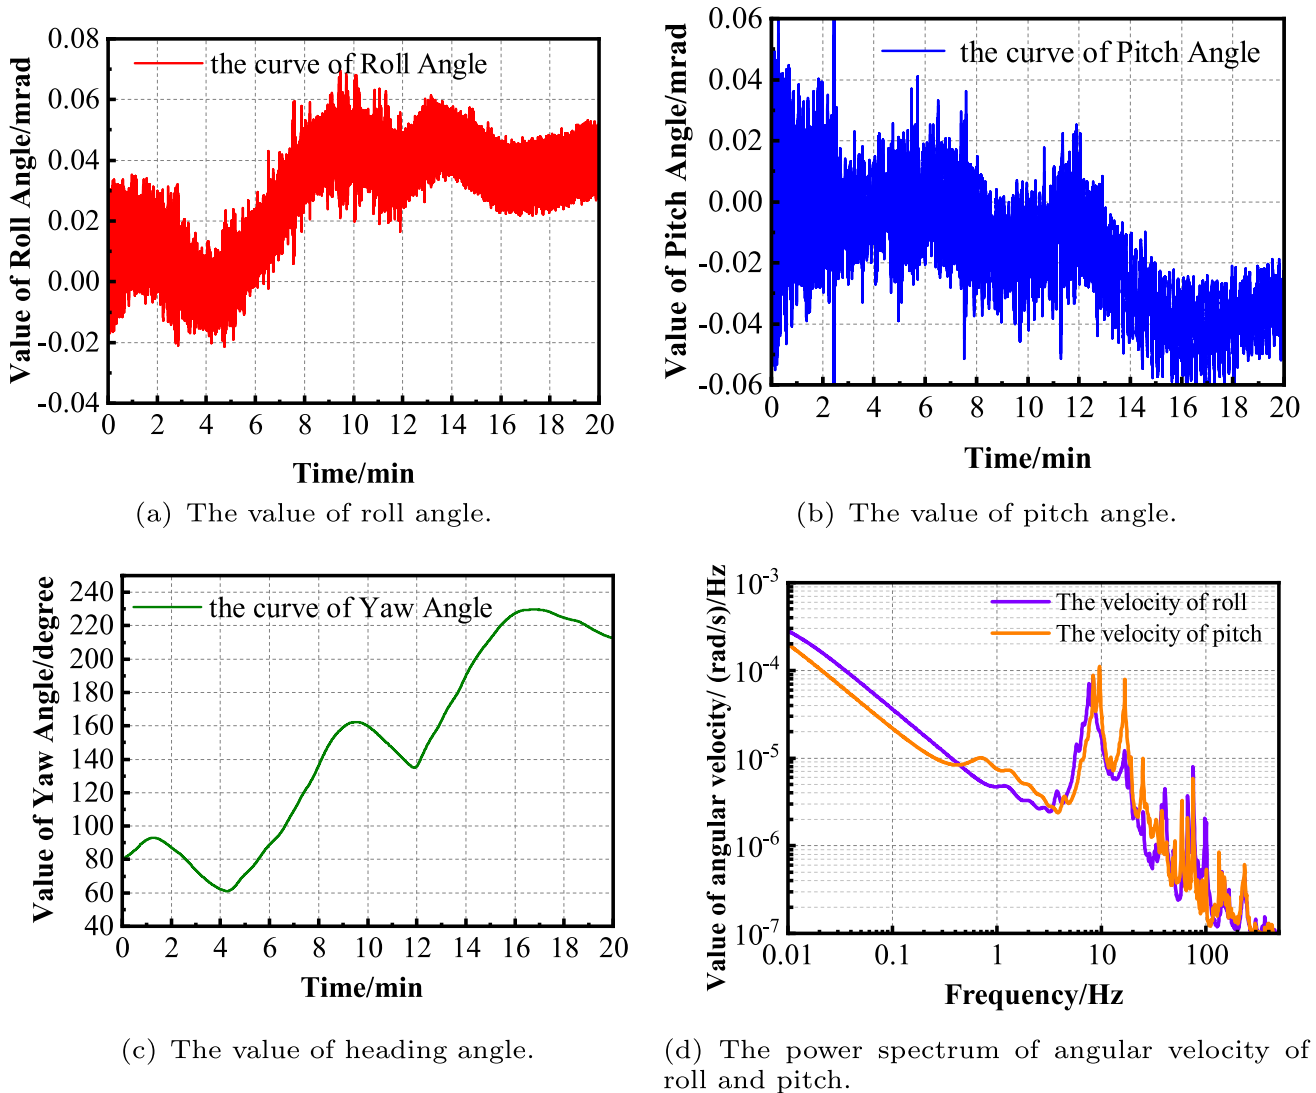 the curve of Roll Angle
Value of Roll Angle/mrad
0.08
0.06
0.04
0.02
0.00
-0.02
-0.04
0 2 4 6 8 10 12 14 16 18 20
Time/min
(a) The value of roll angle.
the curve of Pitch Angle
Value of Pitch Angle/mrad
0.06
0.04
0.02
0.00
-0.02
-0.04
-0.06
0 2 4 6 8 10 12 14 16 18 20
Time/min
(b) The value of pitch angle.
the curve of Yaw Angle
Value of Yaw Angle/degree
240
220
200
180
160
140
120
100
80
60
40
0 2 4 6 8 10 12 14 16 18 20
Time/min
(c) The value of heading angle.
The velocity of roll
The velocity of pitch
Value of angular velocity/ (rad/s)/Hz
10⁻³
10⁻⁴
10⁻⁵
10⁻⁶
10⁻⁷
0.01 0.1 1 10 100
Frequency/Hz
(d) The power spectrum of angular velocity of
roll and pitch.